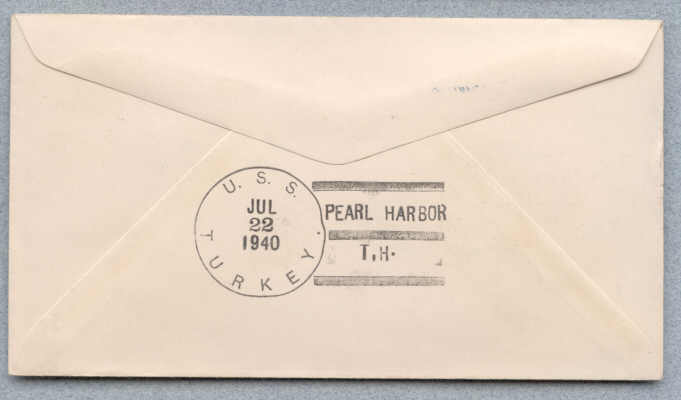 U. S. S.
JUL
22
1940
TURKEY.
PEARL HARBOR
T.H.